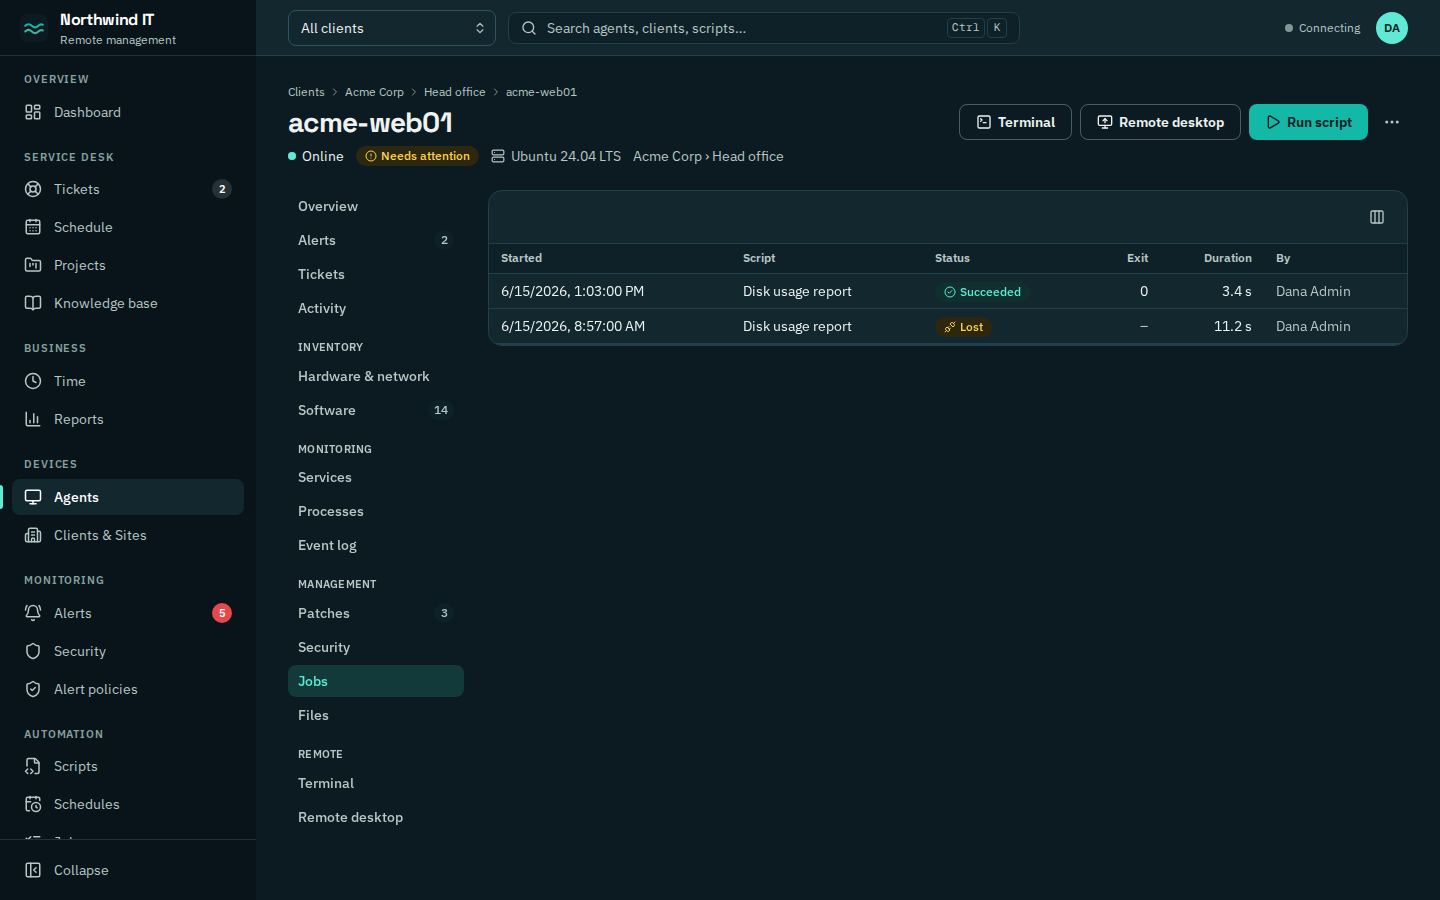 Northwind IT
Remote management
All clients
Search agents, clients, scripts...
Ctrl K
Connecting
DA
OVERVIEW
Dashboard
SERVICE DESK
Tickets 2
Schedule
Projects
Knowledge base
BUSINESS
Time
Reports
DEVICES
Agents
Clients & Sites
MONITORING
Alerts 5
Security
Alert policies
AUTOMATION
Scripts
Schedules
Collapse
Clients > Acme Corp > Head office > acme-web01
acme-web01
Terminal
Remote desktop
Run script
Online
Needs attention
Ubuntu 24.04 LTS
Acme Corp › Head office
Overview
Alerts 2
Tickets
Activity
INVENTORY
Hardware & network
Software 14
MONITORING
Services
Processes
Event log
MANAGEMENT
Patches 3
Security
Jobs
Files
REMOTE
Terminal
Remote desktop
Started Script Status Exit Duration By
6/15/2026, 1:03:00 PM Disk usage report Succeeded 0 3.4 s Dana Admin
6/15/2026, 8:57:00 AM Disk usage report Lost – 11.2 s Dana Admin